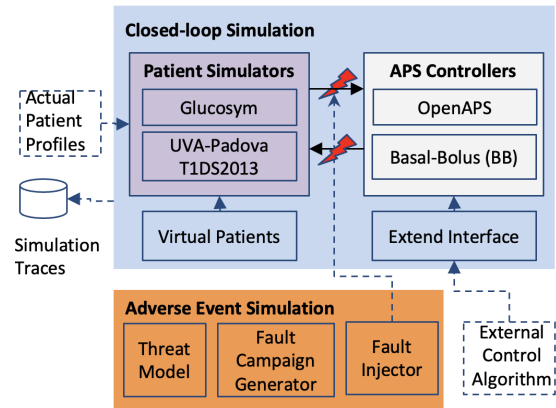 Closed-loop Simulation
Patient Simulators
Glucosym
UVA-Padova
T1DS2013
APS Controllers
OpenAPS
Basal-Bolus (BB)
Actual
Patient
Profiles
Simulation
Traces
Virtual Patients
Extend Interface
Adverse Event Simulation
Threat
Model
Fault
Campaign
Generator
Fault
Injector
External
Control
Algorithm